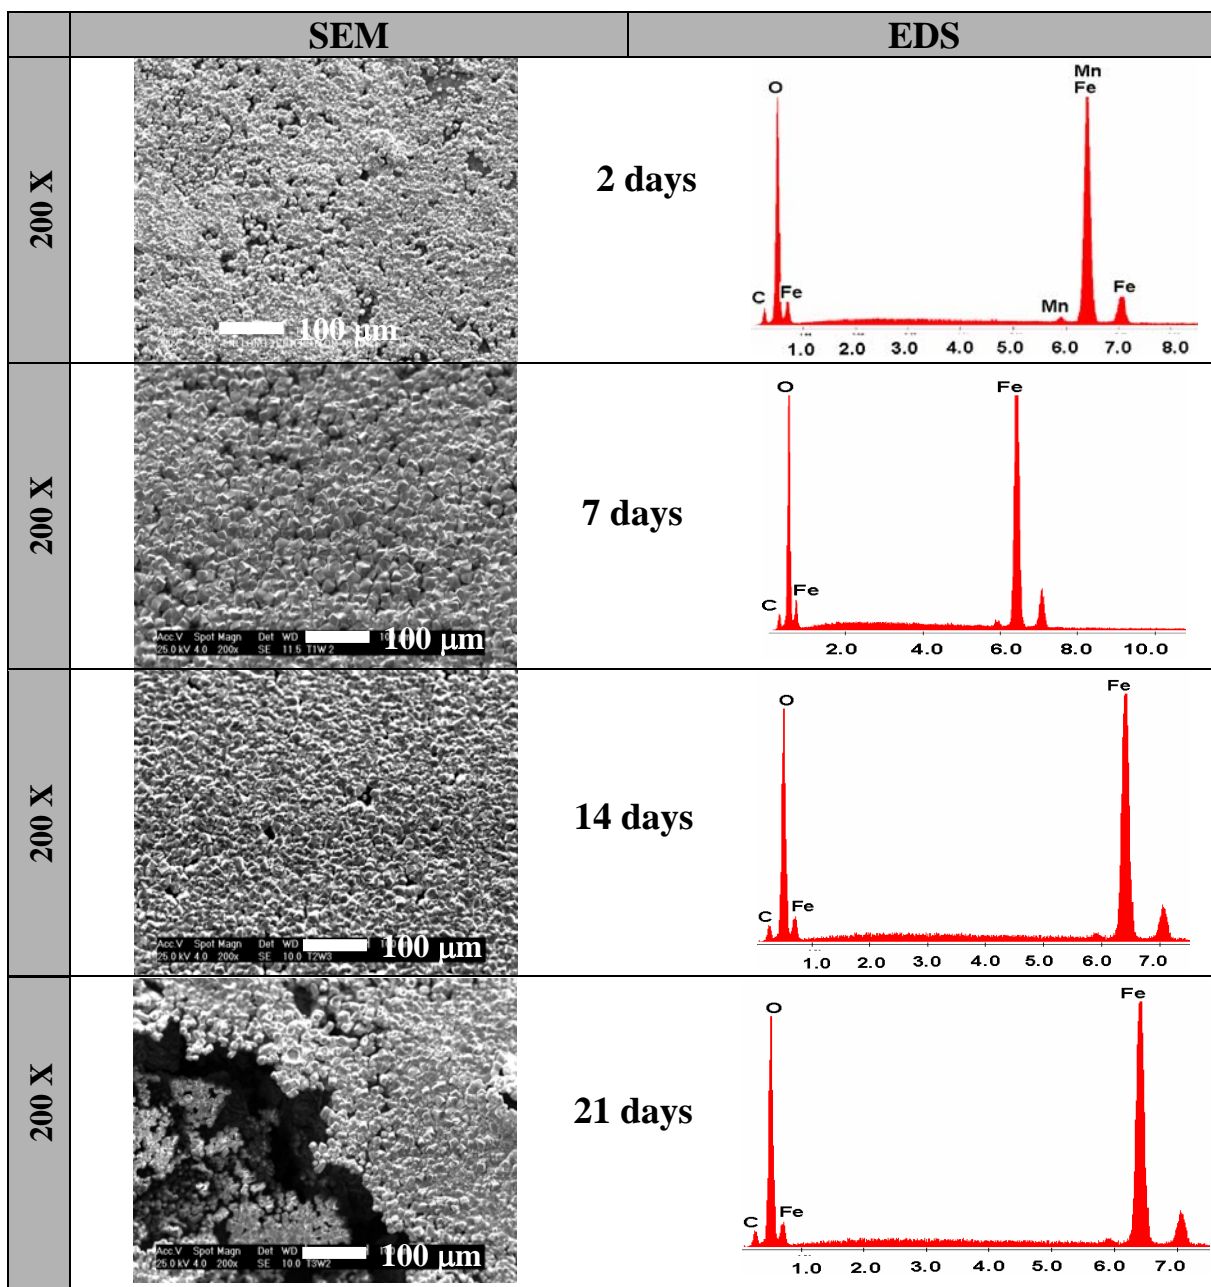 SEM EDS
200 X
100 µm
2 days
Mn
O Fe
C Fe Mn Fe
1.0 2.0 3.0 4.0 5.0 6.0 7.0 8.0
200 X
Acc.V Spot Magn Det WD
25.0 kV 4.0 200x SE 11.5 T1W 2
100 µm
7 days
O Fe
C Fe
2.0 4.0 6.0 8.0 10.0
200 X
Acc.V Spot Magn Det WD
25.0 kV 4.0 200x SE 10.0 T2W3
100 µm
14 days
O Fe
C Fe
1.0 2.0 3.0 4.0 5.0 6.0 7.0
200 X
Acc.V Spot Magn Det WD
25.0 kV 4.0 200x SE 10.0 T3W2
100 µm
21 days
O Fe
C Fe
1.0 2.0 3.0 4.0 5.0 6.0 7.0